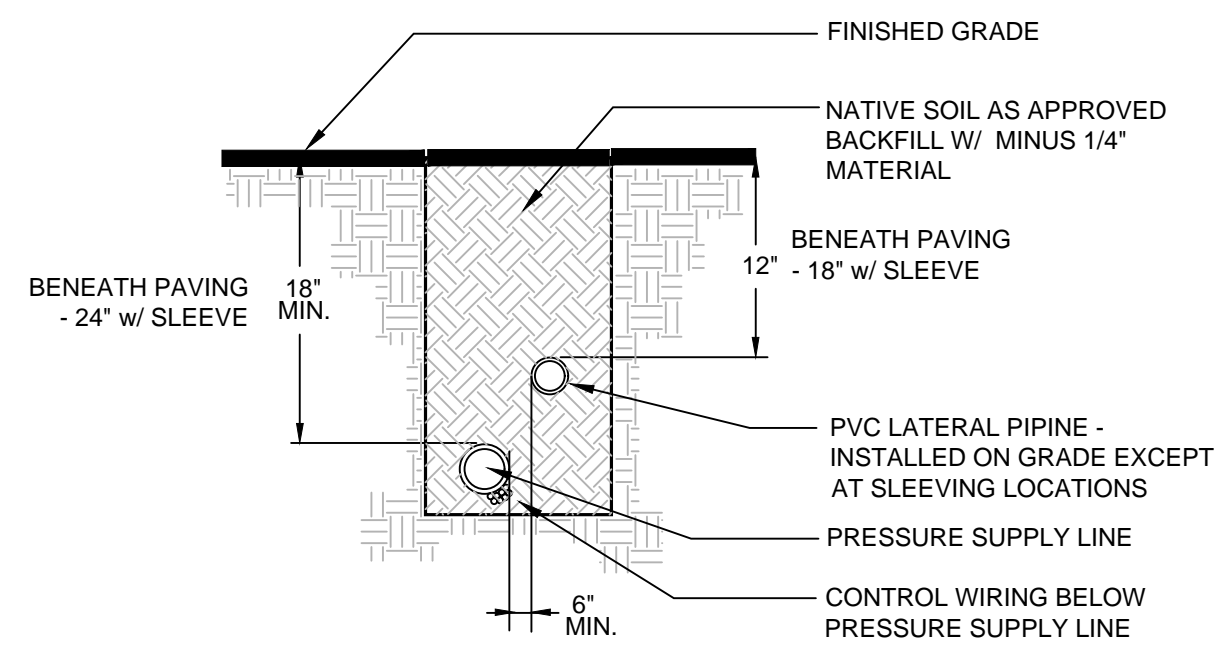 FINISHED GRADE
NATIVE SOIL AS APPROVED
BACKFILL W/ MINUS 1/4"
MATERIAL
BENEATH PAVING
- 24" w/ SLEEVE
18"
MIN.
12"
BENEATH PAVING
- 18" w/ SLEEVE
PVC LATERAL PIPINE -
INSTALLED ON GRADE EXCEPT
AT SLEEVING LOCATIONS
PRESSURE SUPPLY LINE
CONTROL WIRING BELOW
PRESSURE SUPPLY LINE
6"
MIN.